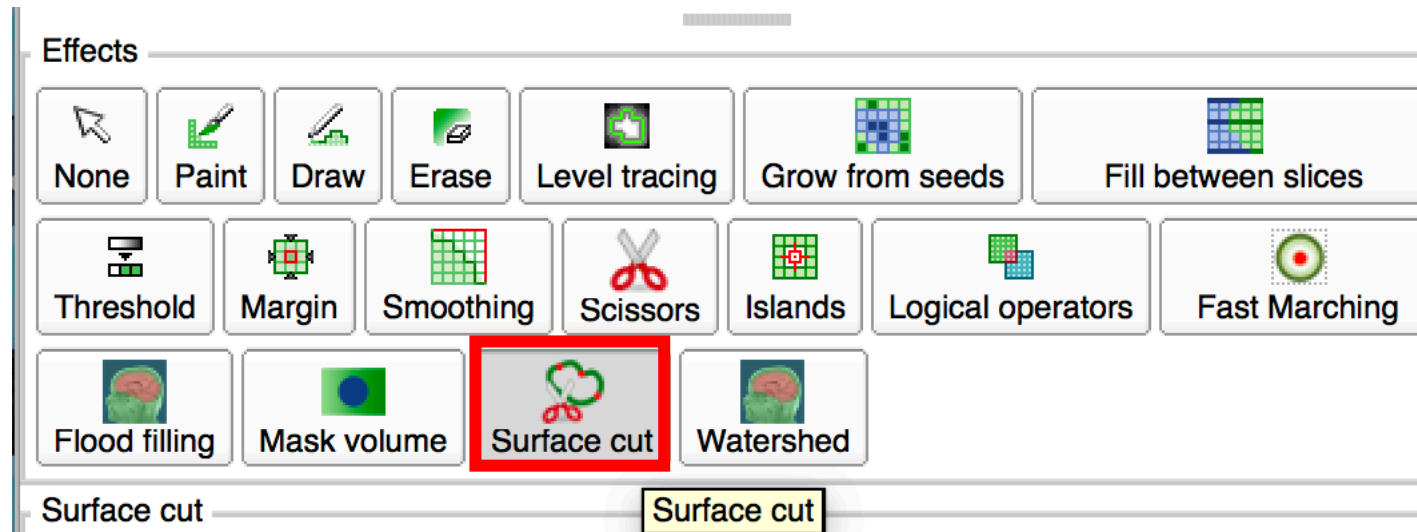 Effects
None Paint Draw Erase Level tracing Grow from seeds Fill between slices
Threshold Margin Smoothing Scissors Islands Logical operators Fast Marching
Flood filling Mask volume Surface cut Watershed
Surface cut Surface cut